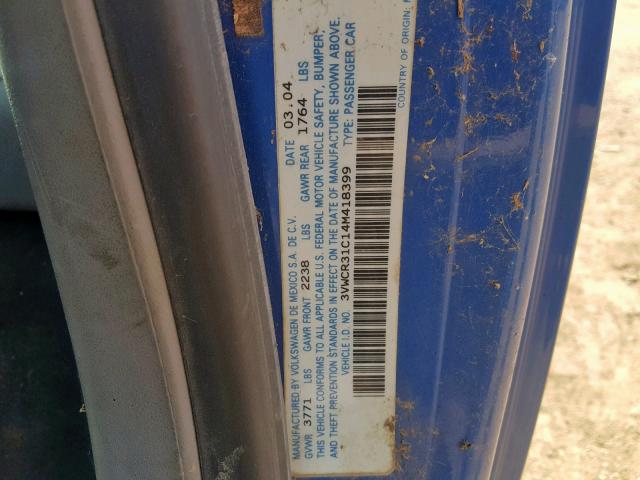 MANUFACTURED BY VOLKSWAGEN DE MEXICO S.A. DE C.V. DATE 03.04
GVWR 3771 LBS GAWR FRONT 2238 LBS GAWR REAR 1764 LBS
THIS VEHICLE CONFORMS TO ALL APPLICABLE U.S. FEDERAL MOTOR VEHICLE SAFETY, BUMPER,
AND THEFT PREVENTION STANDARDS IN EFFECT ON THE DATE OF MANUFACTURE SHOWN ABOVE.
VEHICLE I.D. NO. 3VWCR31C14M418399 TYPE: PASSENGER CAR
COUNTRY OF ORIGIN: